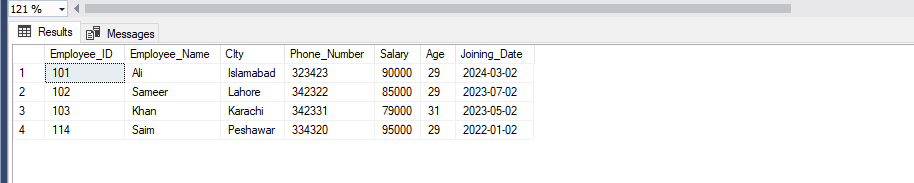 121 %
Results Messages
Employee_ID Employee_Name CIty Phone_Number Salary Age Joining_Date
1 101 Ali Islamabad 323423 90000 29 2024-03-02
2 102 Sameer Lahore 342322 85000 29 2023-07-02
3 103 Khan Karachi 342331 79000 31 2023-05-02
4 114 Saim Peshawar 334320 95000 29 2022-01-02